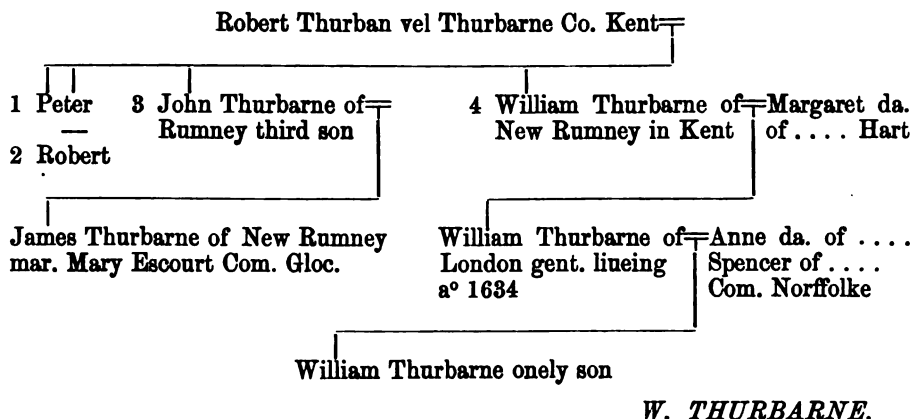 Robert Thurban vel Thurbarne Co. Kent
1 Peter
2 Robert
3 John Thurbarne of
Rumney third son
4 William Thurbarne of
New Rumney in Kent
Margaret da.
of .... Hart
James Thurbarne of New Rumney
mar. Mary Escourt Com. Gloc.
William Thurbarne of
London gent. liueing
aº 1634
Anne da. of ....
Spencer of ....
Com. Norffolke
William Thurbarne onely son
W. THURBARNE.